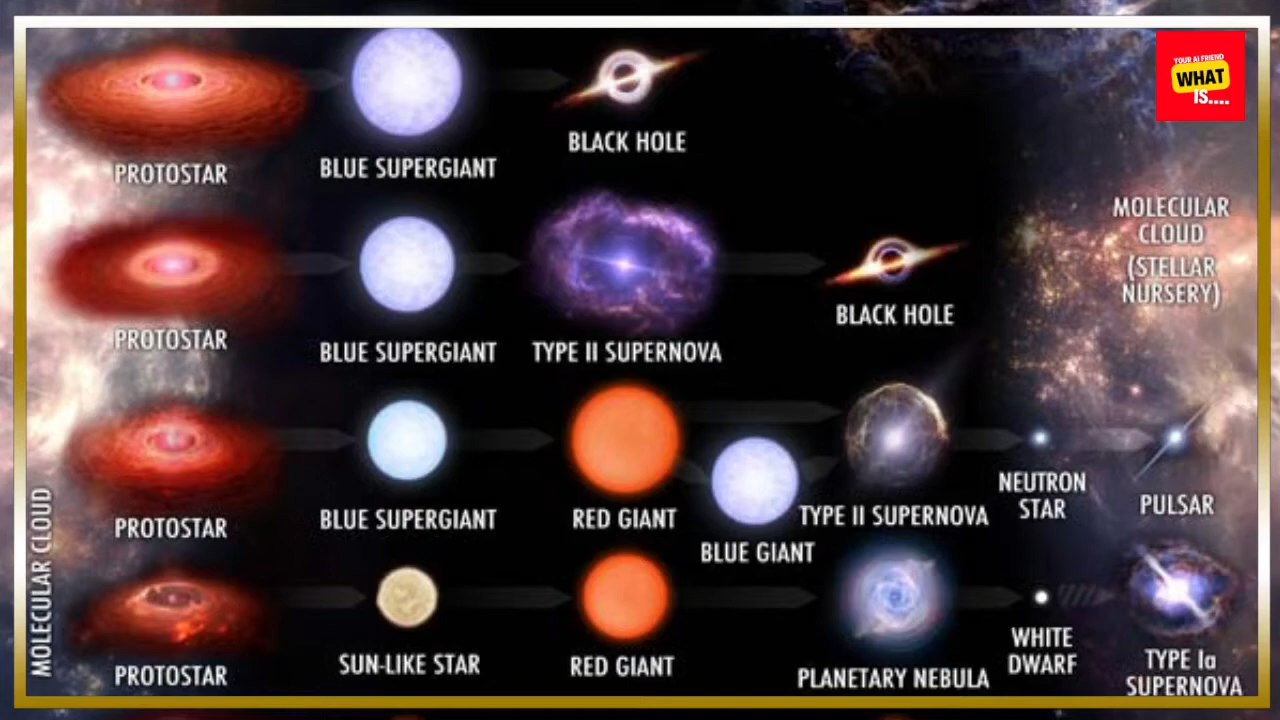 YOUR AI FRIEND
WHAT
IS....
PROTOSTAR
BLUE SUPERGIANT
BLACK HOLE
MOLECULAR
CLOUD
(STELLAR
NURSERY)
PROTOSTAR
BLUE SUPERGIANT
TYPE II SUPERNOVA
BLACK HOLE
PROTOSTAR
BLUE SUPERGIANT
RED GIANT
BLUE GIANT
TYPE II SUPERNOVA
NEUTRON
STAR
PULSAR
MOLECULAR CLOUD
PROTOSTAR
SUN-LIKE STAR
RED GIANT
PLANETARY NEBULA
WHITE
DWARF
TYPE Ia
SUPERNOVA